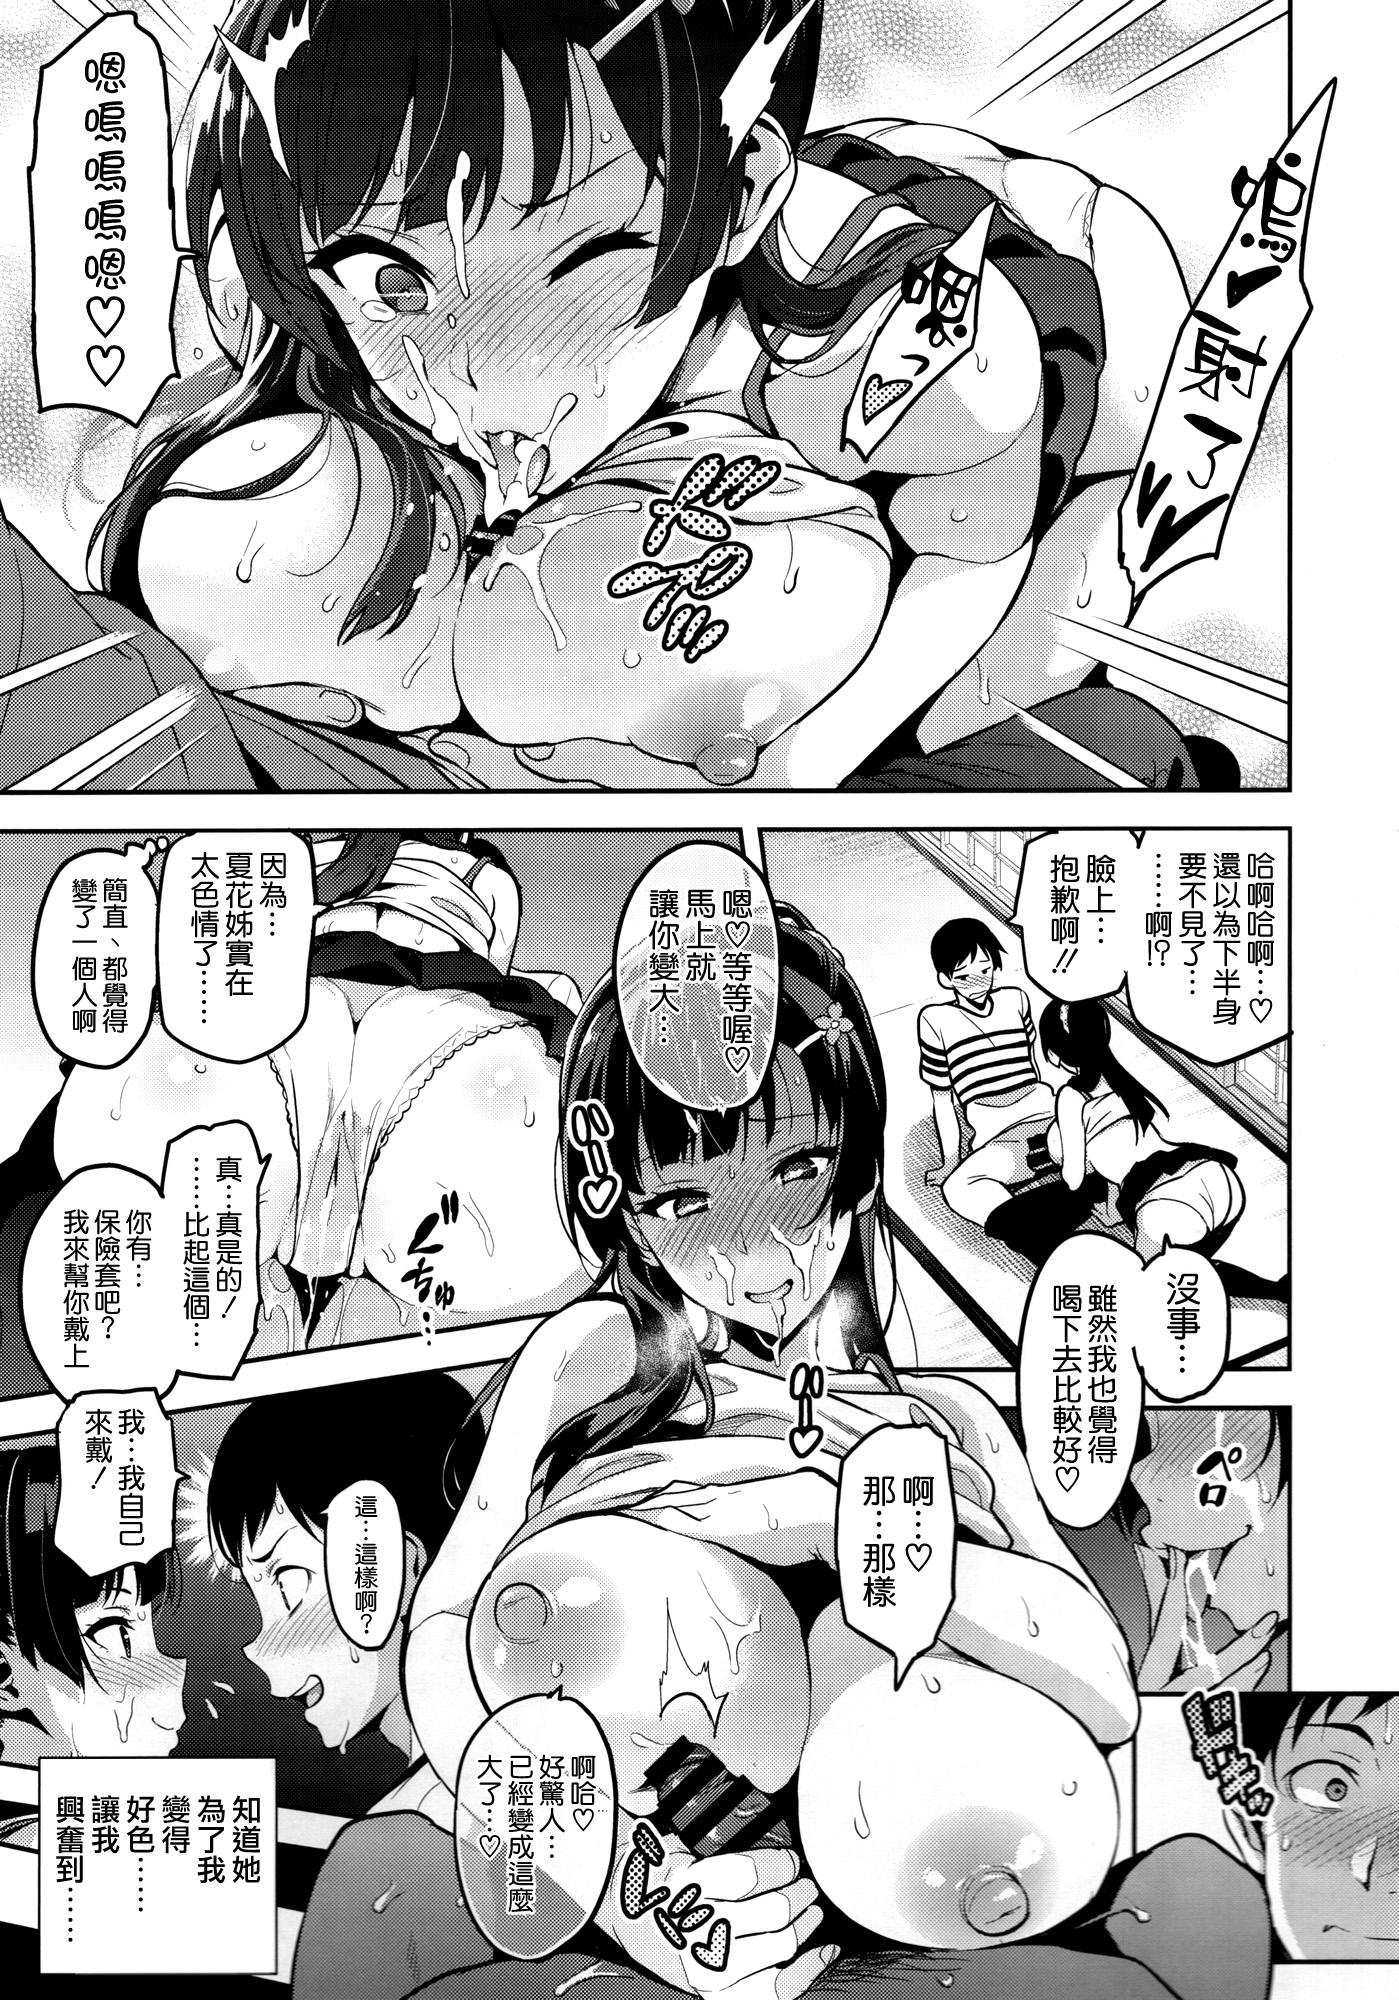 嗚♥射了♥♥
嗯♥っ♥
嗯嗚嗚嗚嗯♡♡
ドプ
哈啊哈啊…♡
還以為下半身
要不見了…
……啊!?
臉上…
抱歉啊!!
沒事…
雖然我也覺得
喝下去比較好♡
ペロ
嗯♡等等喔♡
馬上就
讓你變大…
啊…♡
那…那樣
啊哈♡
好驚人…
已經變成這麼
大了…♡
因為…
夏花姊實在
太色情了……
簡直、都覺得
變了一個人啊
くちゅ…
真…真是的!
……比起這個…
你有…
保險套吧?
我來幫你戴上
這…這樣啊?
我…我自己
來戴!
知道她
為了我
變得
好色……
讓我
興奮到……